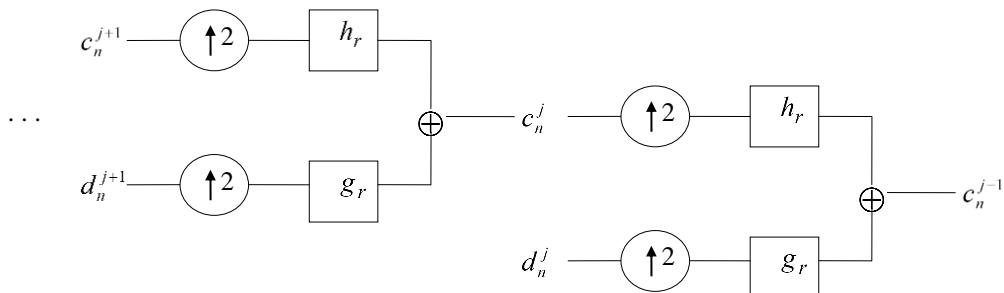 c_n^{j+1} ↑2 h_r
...
c_n^j ↑2 h_r
d_n^{j+1} ↑2 g_r
c_n^{j-1}
d_n^j ↑2 g_r